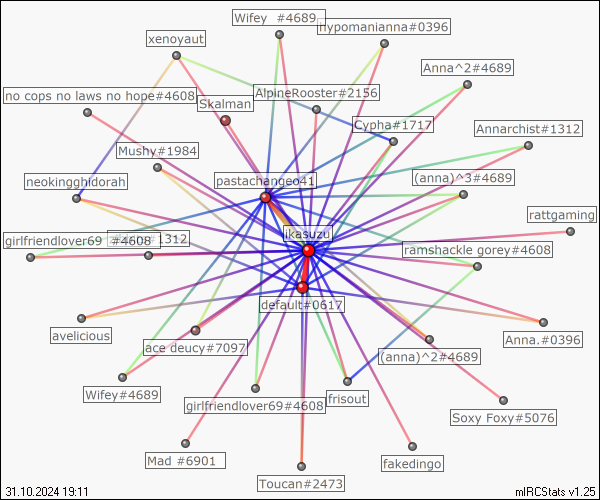 Wifey #4689
hypomanianna#0396
xenoyaut
Anna^2#4689
no cops no laws no hope#4608
AlpineRooster#2156
Skalman
Cypha#1717
Annarchist#1312
Mushy#1984
neokingghidorah
pastachangeo41
(anna)^3#4689
rattgaming
ikasuzu
girlfriendlover69 #4608
#1312
ramshackle gorey#4608
default#0617
avelicious
ace deucy#7097
(anna)^2#4689
Anna.#0396
Wifey#4689
girlfriendlover69#4608
frisout
Soxy Foxy#5076
Mad #6901
fakedingo
Toucan#2473
31.10.2024 19:11
mIRCStats v1.25